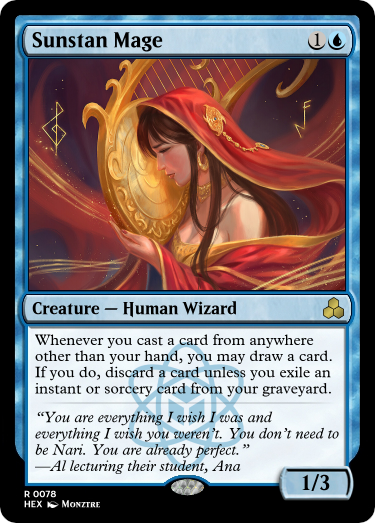 Sunstan Mage 1
Creature — Human Wizard
Whenever you cast a card from anywhere
other than your hand, you may draw a card.
If you do, discard a card unless you exile an
instant or sorcery card from your graveyard.
“You are everything I wish I was and
everything I wish you weren't. You don't need to
be Nari. You are already perfect.”
—Al lecturing their student, Ana
1/3
R 0078
HEX Monztre